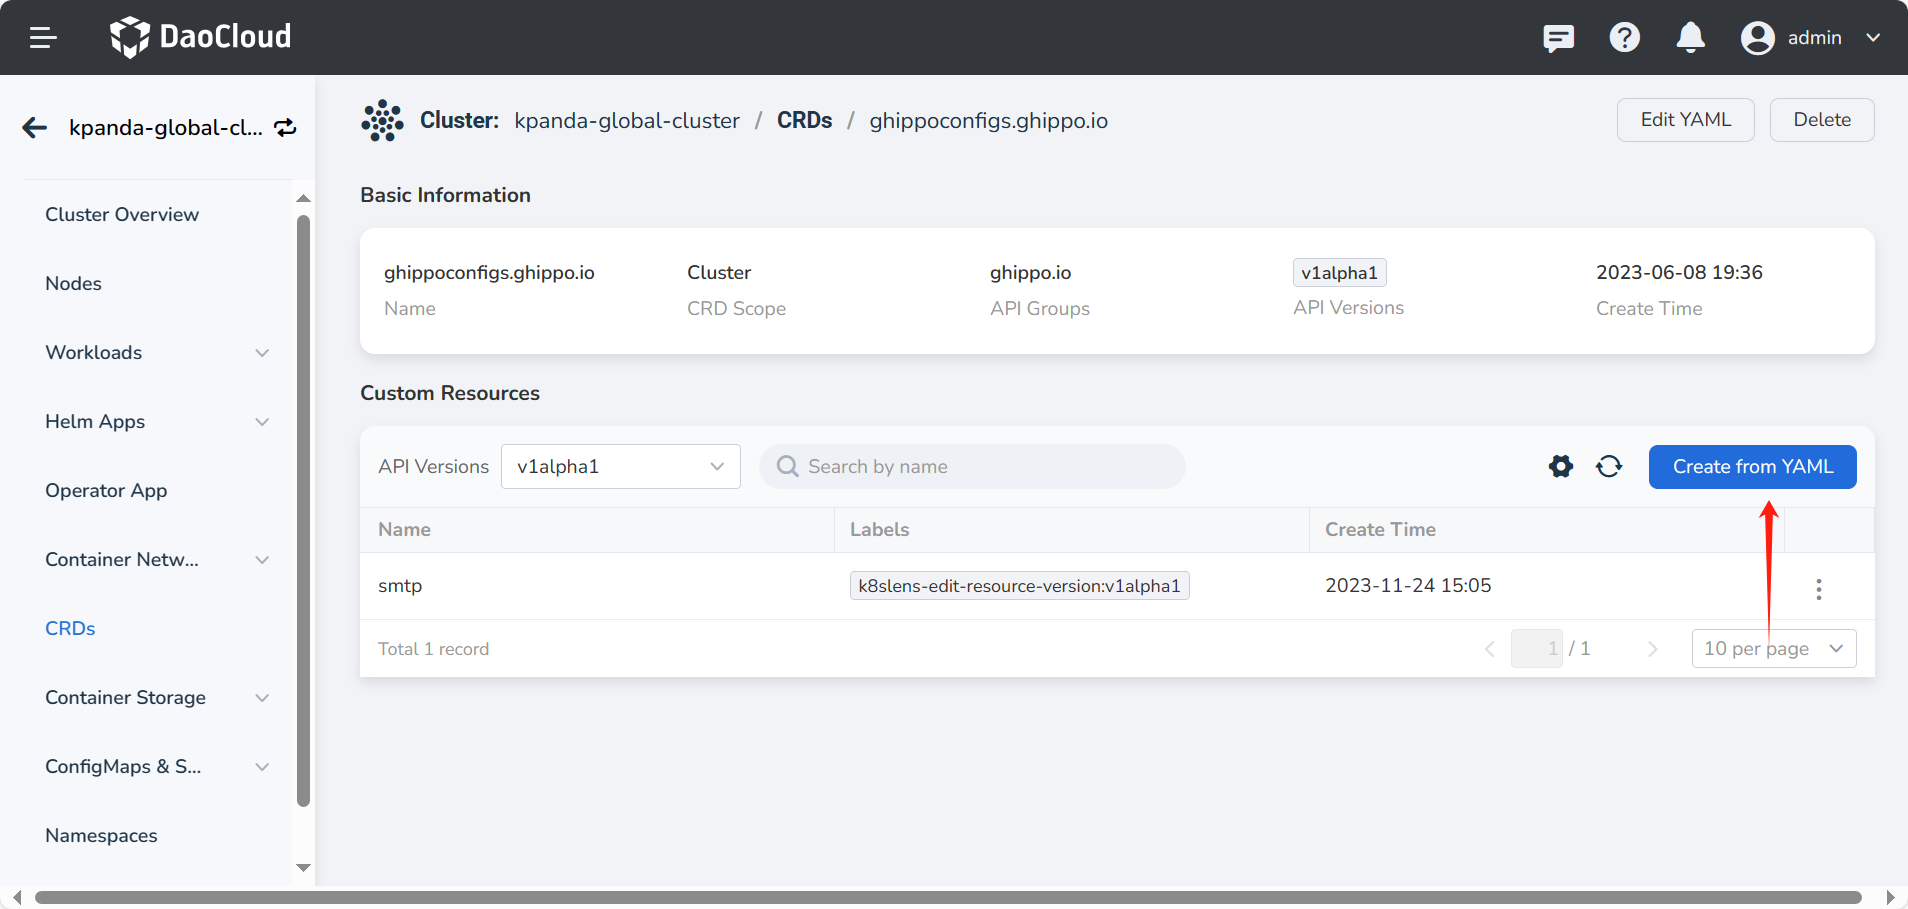 DaoCloud
admin
kpanda-global-cl...
Cluster: kpanda-global-cluster / CRDs / ghippoconfigs.ghippo.io
Edit YAML
Delete
Cluster Overview
Nodes
Workloads
Helm Apps
Operator App
Container Netw...
CRDs
Container Storage
ConfigMaps & S...
Namespaces
Basic Information
ghippoconfigs.ghippo.io
Name
Cluster
CRD Scope
ghippo.io
API Groups
v1alpha1
API Versions
2023-06-08 19:36
Create Time
Custom Resources
API Versions
v1alpha1
Search by name
Create from YAML
Name Labels Create Time
smtp k8slens-edit-resource-version:v1alpha1 2023-11-24 15:05
Total 1 record
1 / 1
10 per page